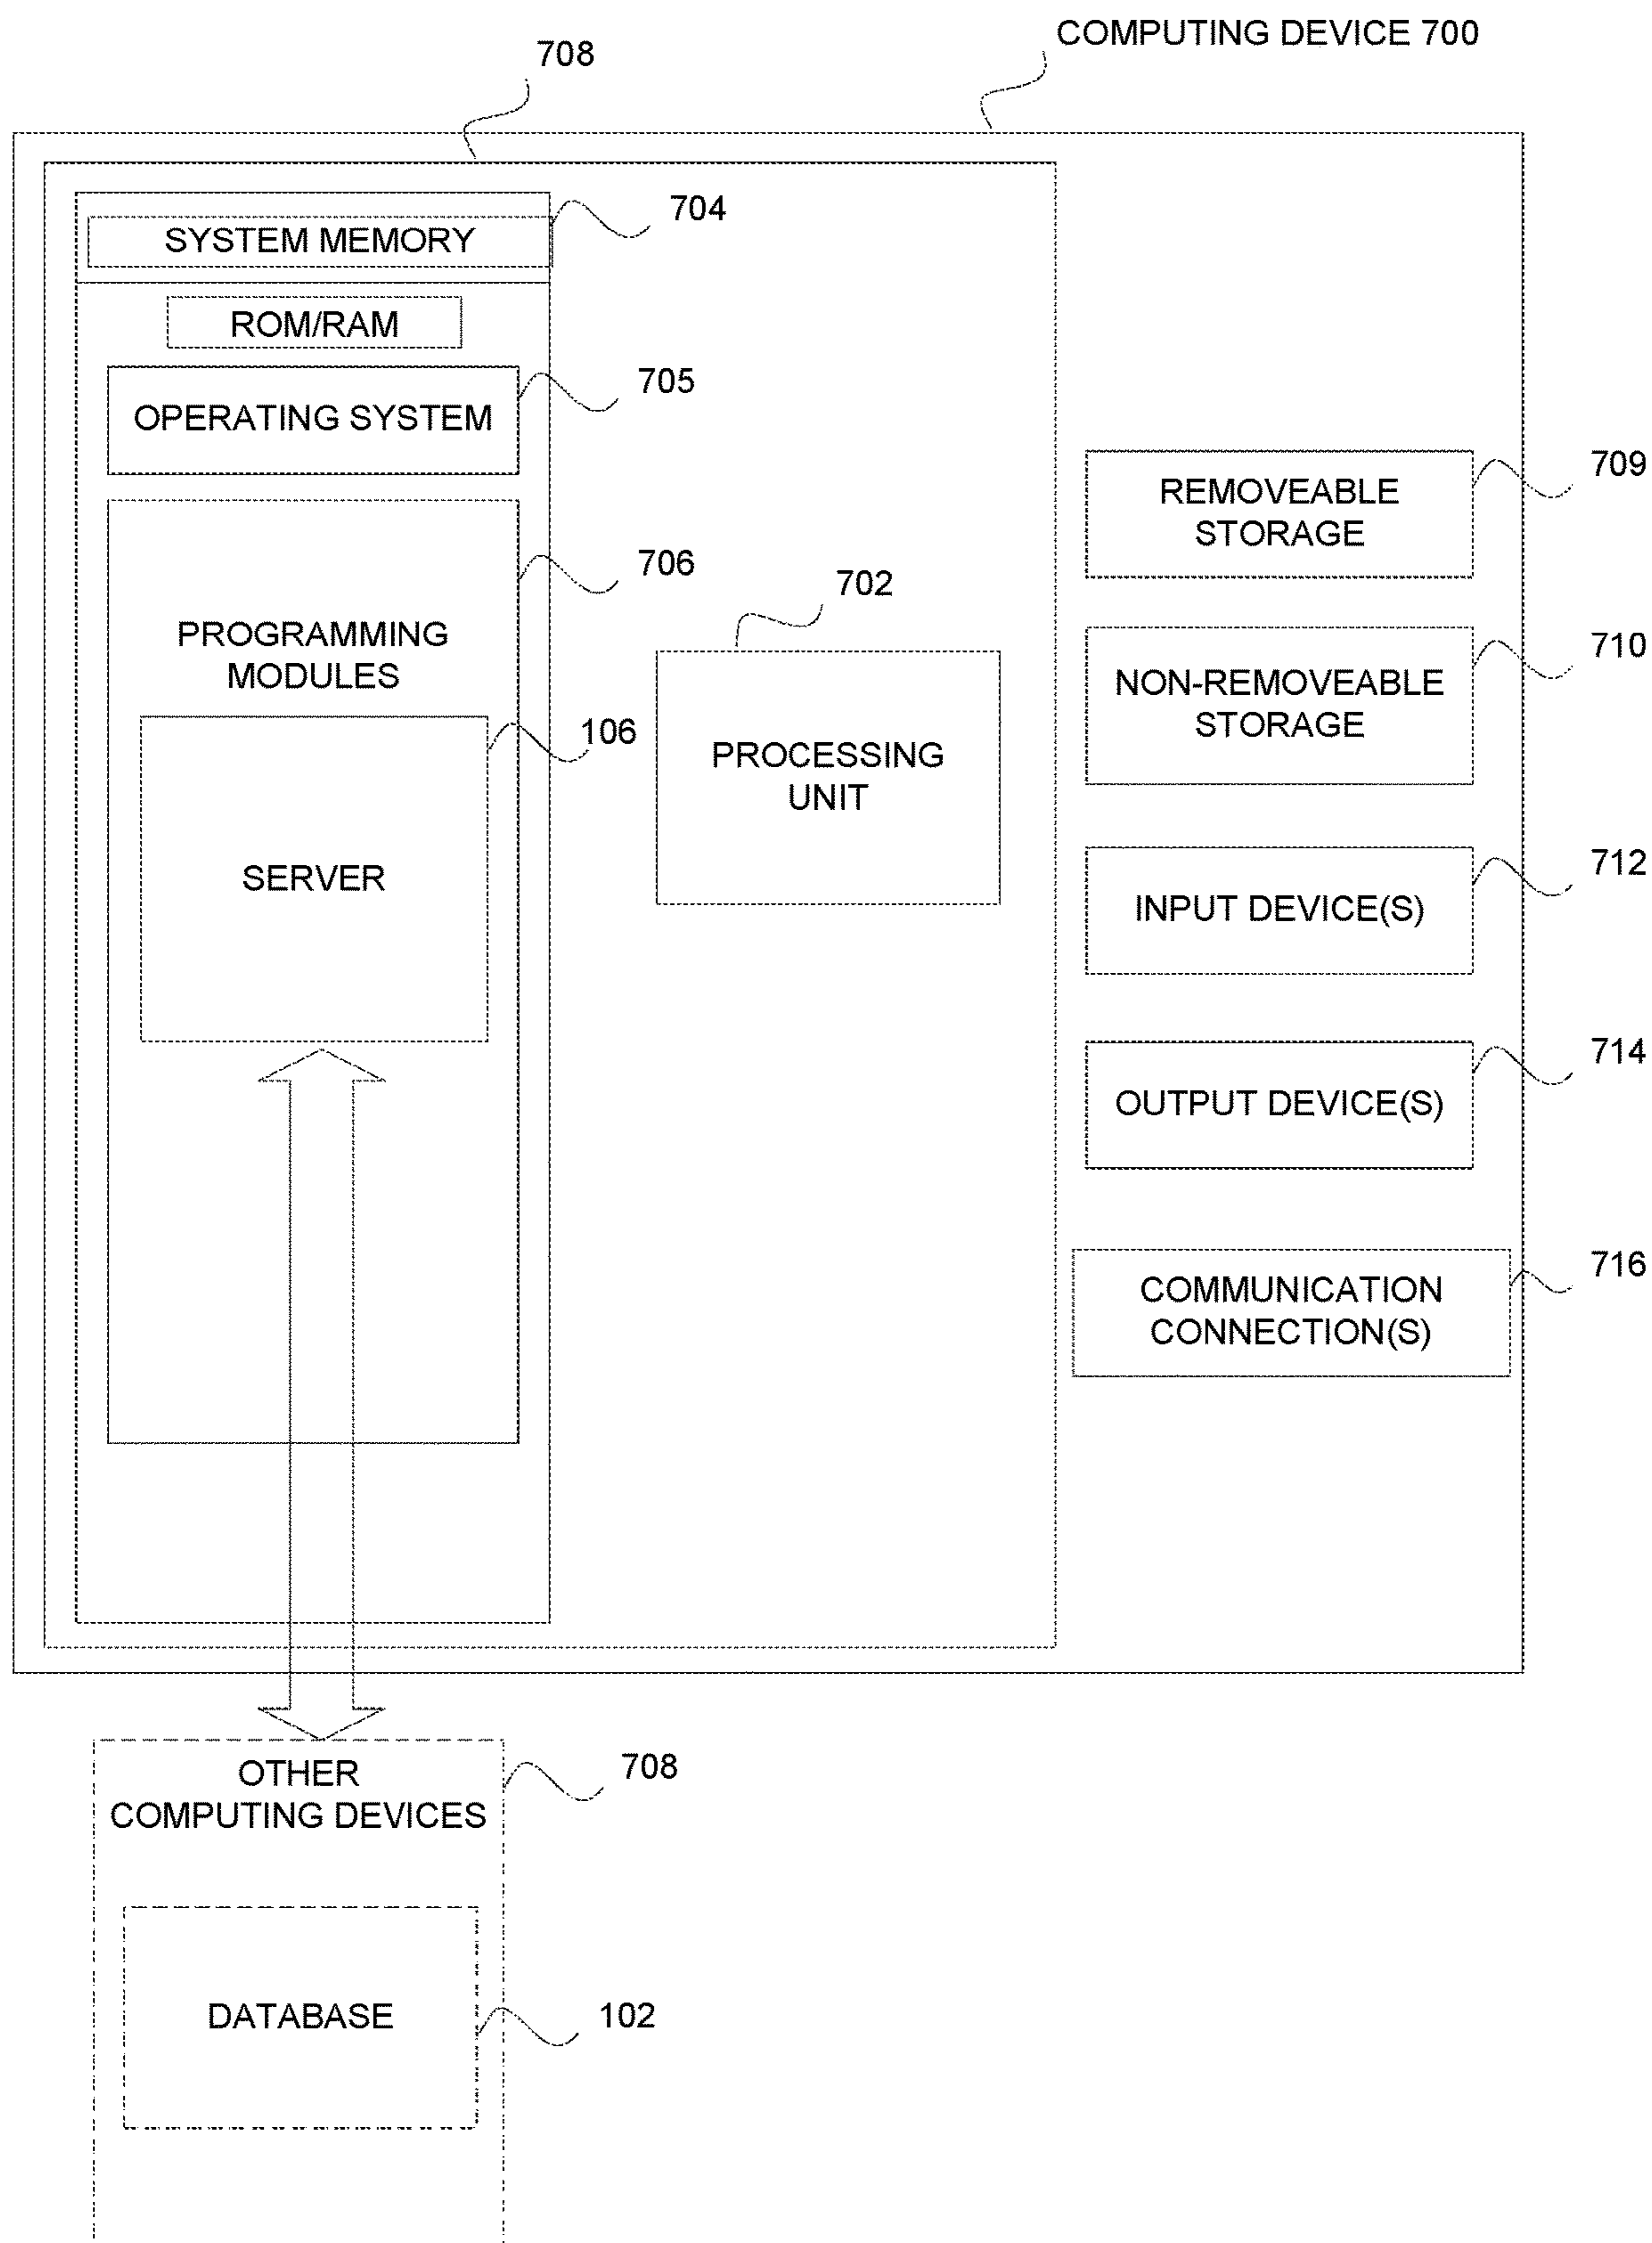 COMPUTING DEVICE 700
708
704
SYSTEM MEMORY
ROM/RAM
705
OPERATING SYSTEM
706
PROGRAMMING
MODULES
106
SERVER
702
PROCESSING
UNIT
709
REMOVEABLE
STORAGE
710
NON-REMOVEABLE
STORAGE
712
INPUT DEVICE(S)
714
OUTPUT DEVICE(S)
716
COMMUNICATION
CONNECTION(S)
708
OTHER
COMPUTING DEVICES
DATABASE
102